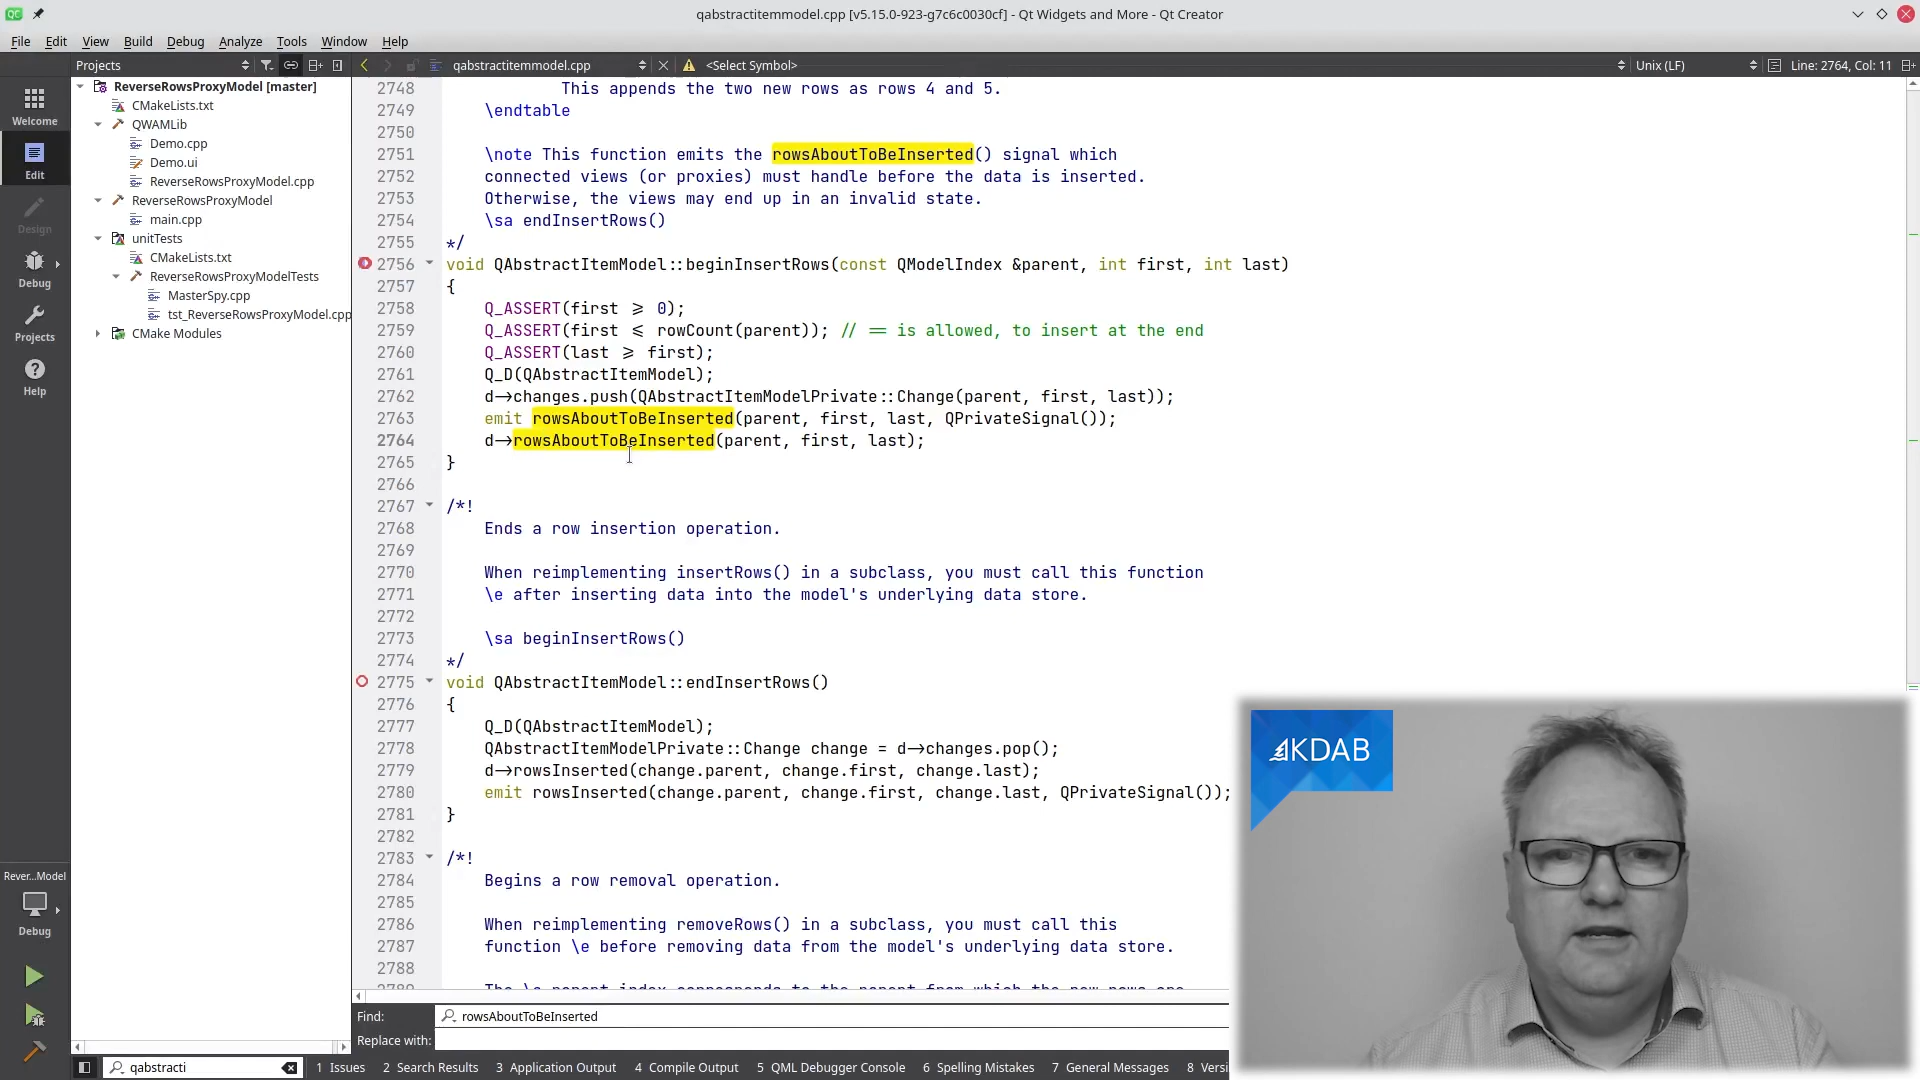 qabstractitemmodel.cpp [v5.15.0-923-g7c6c0030cf] - Qt Widgets and More - Qt Creator
File Edit View Build Debug Analyze Tools Window Help
Projects
qabstractitemmodel.cpp
<Select Symbol>
Unix (LF)
Line: 2764, Col: 11
Welcome
Edit
Design
Debug
Projects
Help
Rever...Model
Debug
ReverseRowsProxyModel [master]
CMakeLists.txt
QWAMLib
Demo.cpp
Demo.ui
ReverseRowsProxyModel.cpp
ReverseRowsProxyModel
main.cpp
unitTests
CMakeLists.txt
ReverseRowsProxyModelTests
MasterSpy.cpp
tst_ReverseRowsProxyModel.cpp
CMake Modules
2748 This appends the two new rows as rows 4 and 5.
2749 \endtable
2750
2751 \note This function emits the rowsAboutToBeInserted() signal which
2752 connected views (or proxies) must handle before the data is inserted.
2753 Otherwise, the views may end up in an invalid state.
2754 \sa endInsertRows()
2755 */
2756 void QAbstractItemModel::beginInsertRows(const QModelIndex &parent, int first, int last)
2757 {
2758 Q_ASSERT(first ≥ 0);
2759 Q_ASSERT(first ≤ rowCount(parent)); // == is allowed, to insert at the end
2760 Q_ASSERT(last ≥ first);
2761 Q_D(QAbstractItemModel);
2762 d→changes.push(QAbstractItemModelPrivate::Change(parent, first, last));
2763 emit rowsAboutToBeInserted(parent, first, last, QPrivateSignal());
2764 d→rowsAboutToBeInserted(parent, first, last);
2765 }
2766
2767 /*!
2768 Ends a row insertion operation.
2769
2770 When reimplementing insertRows() in a subclass, you must call this function
2771 \e after inserting data into the model's underlying data store.
2772
2773 \sa beginInsertRows()
2774 */
2775 void QAbstractItemModel::endInsertRows()
2776 {
2777 Q_D(QAbstractItemModel);
2778 QAbstractItemModelPrivate::Change change = d→changes.pop();
2779 d→rowsInserted(change.parent, change.first, change.last);
2780 emit rowsInserted(change.parent, change.first, change.last, QPrivateSignal());
2781 }
2782
2783 /*!
2784 Begins a row removal operation.
2785
2786 When reimplementing removeRows() in a subclass, you must call this
2787 function \e before removing data from the model's underlying data store.
2788
KDAB
Find: rowsAboutToBeInserted
Replace with:
qabstracti
1 Issues 2 Search Results 3 Application Output 4 Compile Output 5 QML Debugger Console 6 Spelling Mistakes 7 General Messages 8 Versi